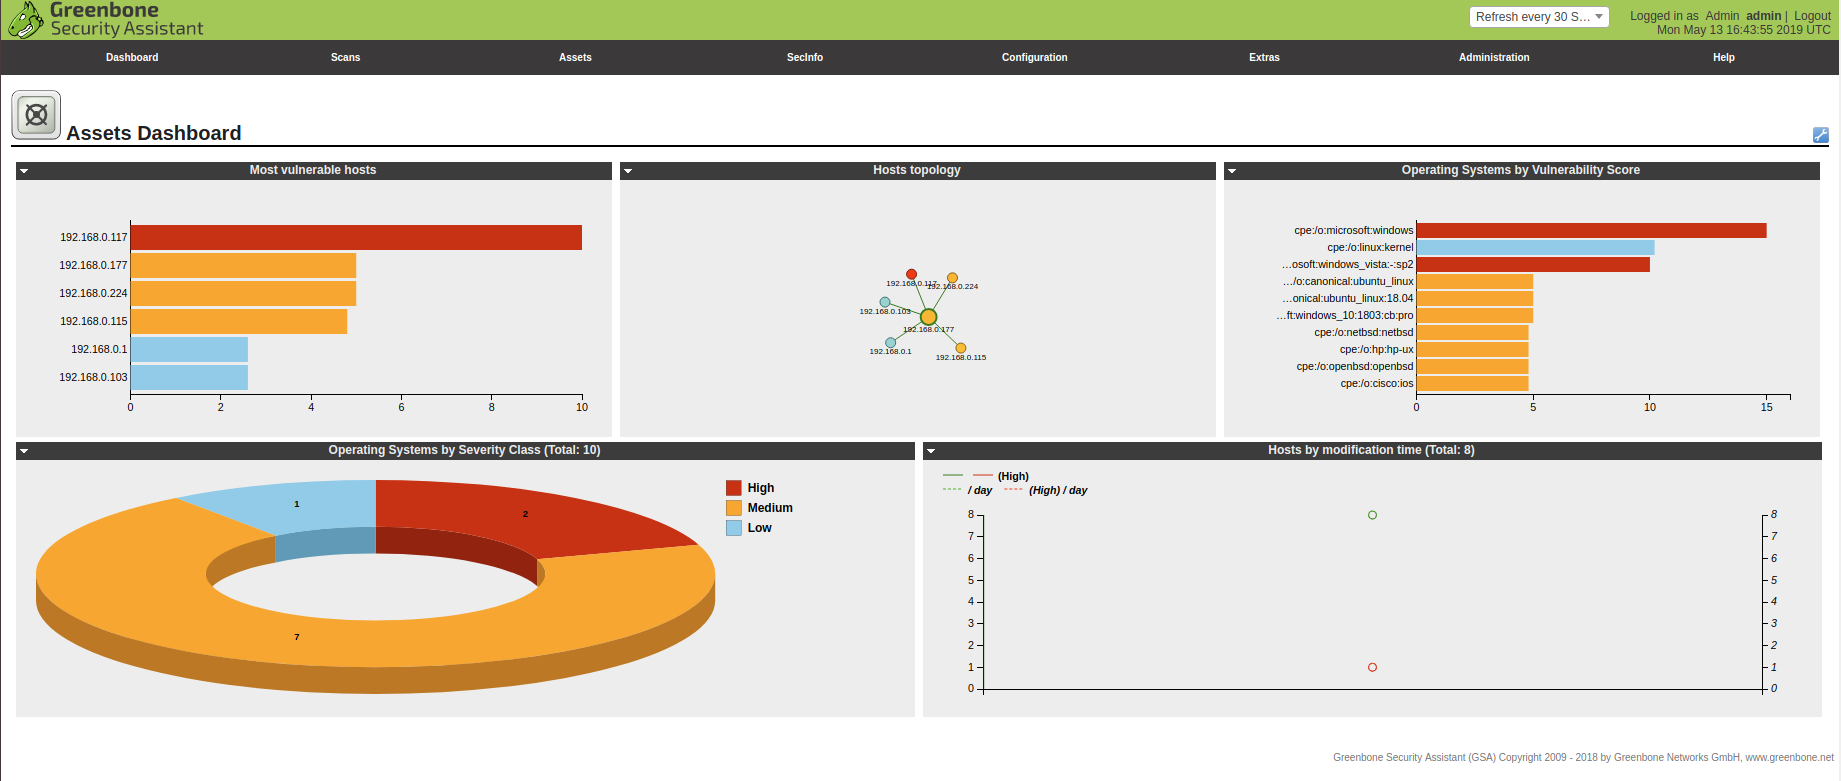 Greenbone
Security Assistant
Refresh every 30 S...
Logged in as Admin admin | Logout
Mon May 13 16:43:55 2019 UTC
Dashboard Scans Assets SecInfo Configuration Extras Administration Help
Assets Dashboard
Most vulnerable hosts
192.168.0.117
192.168.0.177
192.168.0.224
192.168.0.115
192.168.0.1
192.168.0.103
0 2 4 6 8 10
Hosts topology
192.168.0.117
192.168.0.224
192.168.0.103
192.168.0.177
192.168.0.1
192.168.0.115
Operating Systems by Vulnerability Score
cpe:/o:microsoft:windows
cpe:/o:linux:kernel
...osoft:windows_vista:-:sp2
.../o:canonical:ubuntu_linux
...onical:ubuntu_linux:18.04
...ft:windows_10:1803:cb:pro
cpe:/o:netbsd:netbsd
cpe:/o:hp:hp-ux
cpe:/o:openbsd:openbsd
cpe:/o:cisco:ios
0 5 10 15
Operating Systems by Severity Class (Total: 10)
1
2
7
High
Medium
Low
Hosts by modification time (Total: 8)
(High)
/ day (High) / day
8 8
7 7
6 6
5 5
4 4
3 3
2 2
1 1
0 0
Greenbone Security Assistant (GSA) Copyright 2009 - 2018 by Greenbone Networks GmbH, www.greenbone.net